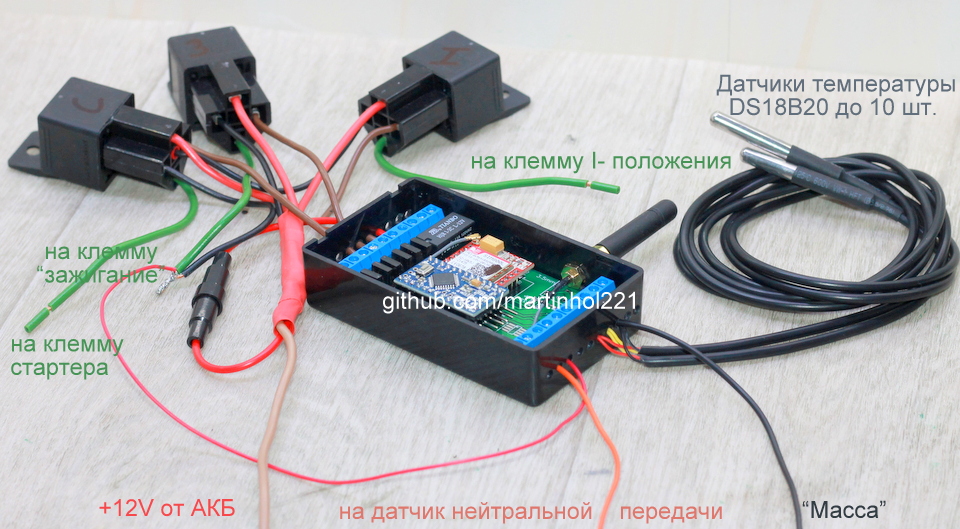 Датчики температуры
DS18B20 до 10 шт.
на клемму I- положения
на клемму
“зажигание”
github.com/martinhol221
на клемму
стартера
+12V от АКБ
на датчик нейтральной передачи
“Масса”